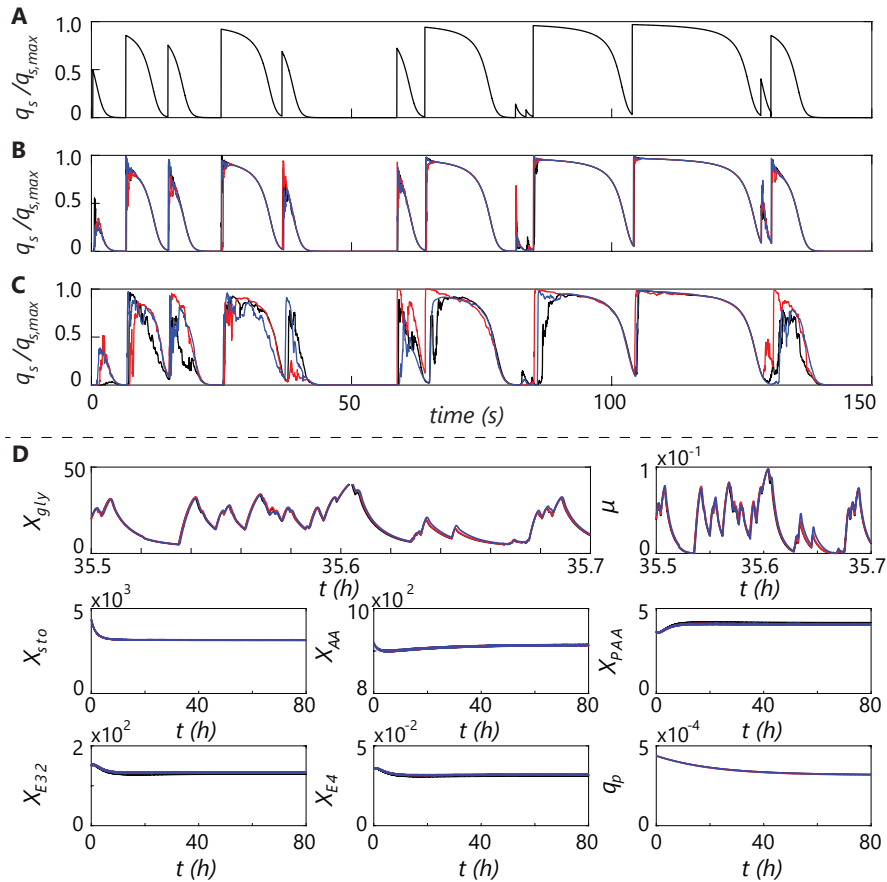 A
1.0
0.5
0
q_s /q_s,max
B
1.0
0.5
0
q_s /q_s,max
C
1.0
0.5
0
q_s /q_s,max
0 50 100 150
time (s)
D
50
0
X_gly
35.5 35.6 35.7
t (h)
x10^-1
1
0
μ
35.5 35.6 35.7
t (h)
x10^3
5
0
X_sto
0 40 80
t (h)
x10^2
10
8
X_AA
0 40 80
t (h)
5
0
X_PAA
0 40 80
t (h)
x10^2
2
0
X_E32
0 40 80
t (h)
x10^-2
5
0
X_E4
0 40 80
t (h)
x10^-4
5
0
q_p
0 40 80
t (h)